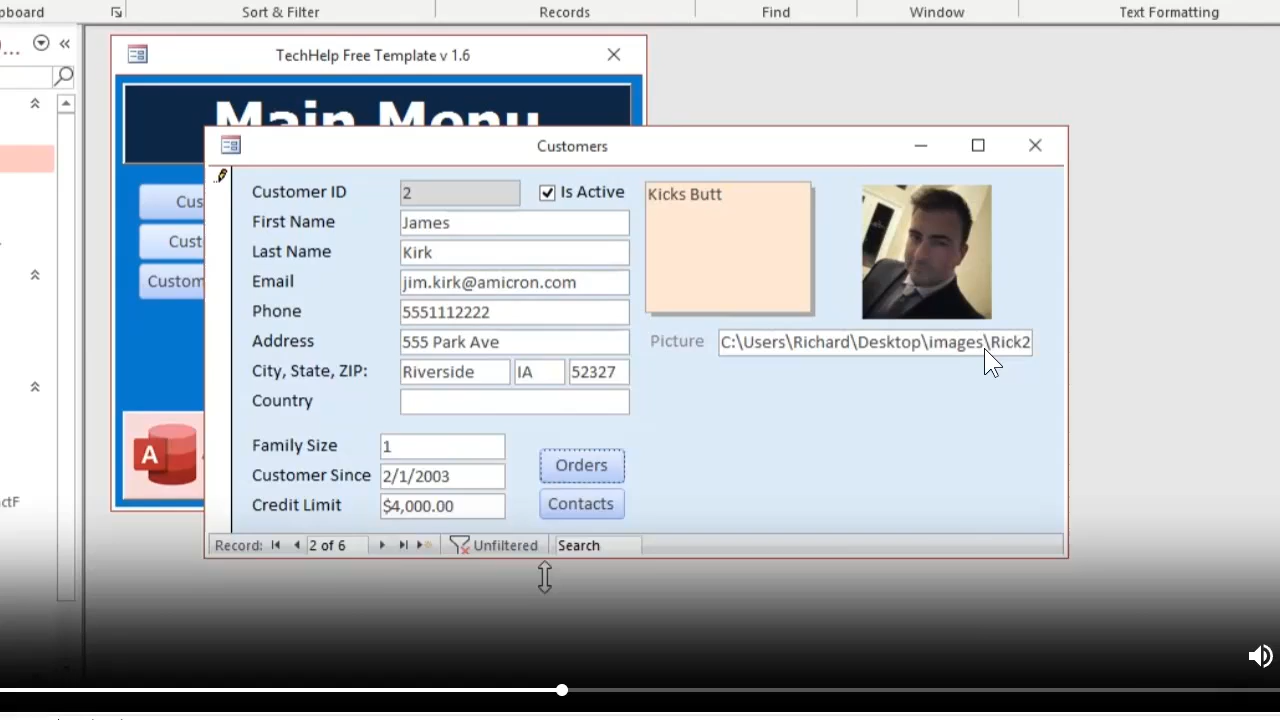 pboard
Sort & Filter
Records
Find
Window
Text Formatting
TechHelp Free Template v 1.6
Main Menu
Customers
Customer ID
2
Is Active
Kicks Butt
First Name
James
Last Name
Kirk
Email
jim.kirk@amicron.com
Phone
5551112222
Address
555 Park Ave
Picture
C:\Users\Richard\Desktop\images\Rick2
City, State, ZIP:
Riverside
IA
52327
Country
Family Size
1
Customer Since
2/1/2003
Credit Limit
$4,000.00
Orders
Contacts
Cus
Cust
Custom
A
ctF
Record:
2 of 6
Unfiltered
Search